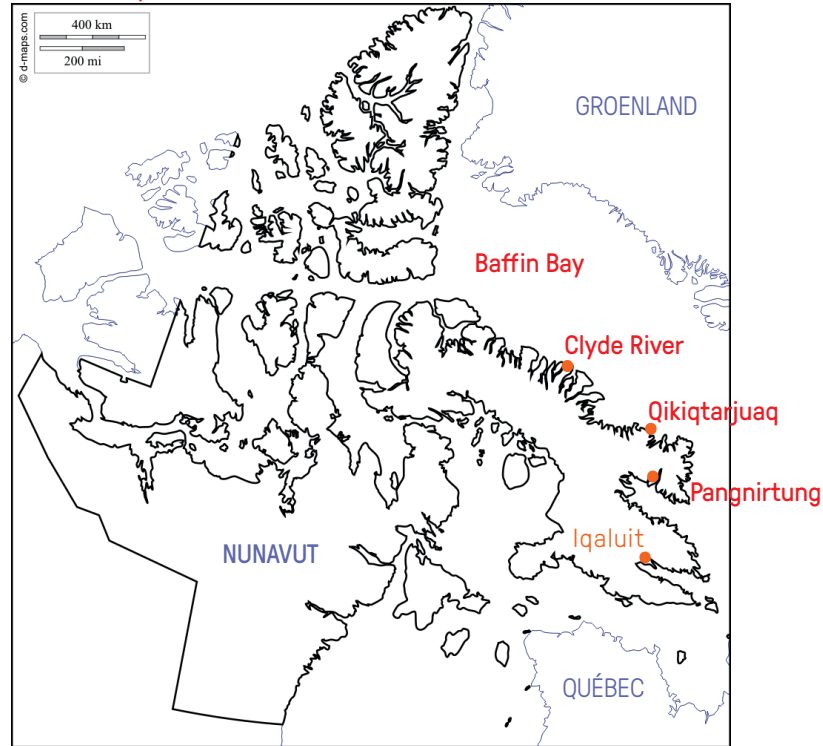 400 km
200 mi
© d-maps.com
GROENLAND
Baffin Bay
Clyde River
Qikiqtarjuaq
Pangnirtung
Iqaluit
NUNAVUT
QUÉBEC